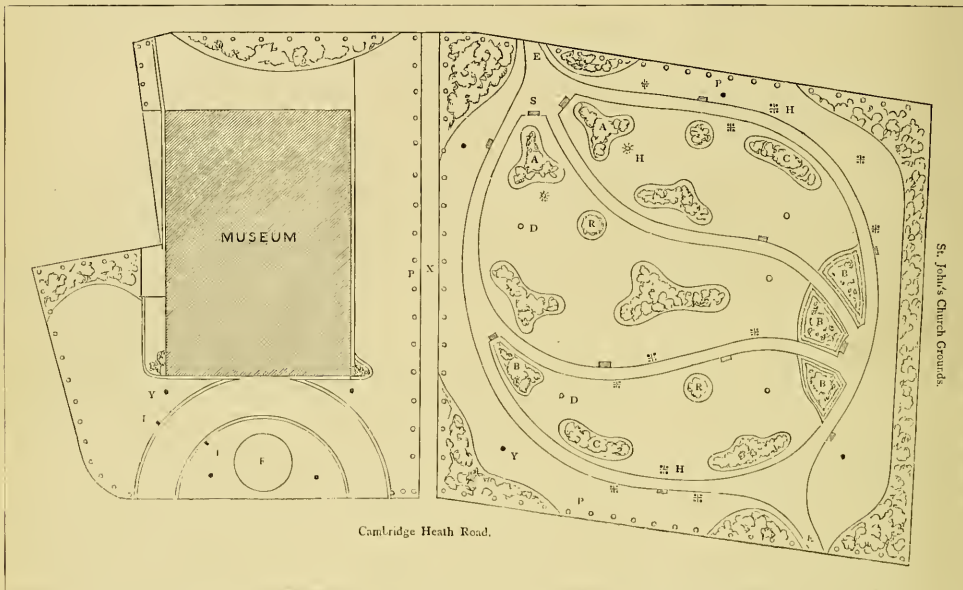 E
P
H
S
A
H
C
A
R
D
MUSEUM
P
X
B
B
St. John's Church Grounds.
B
R
B
Y
D
I
C
I
F
Y
H
P
Cambridge Heath Road.